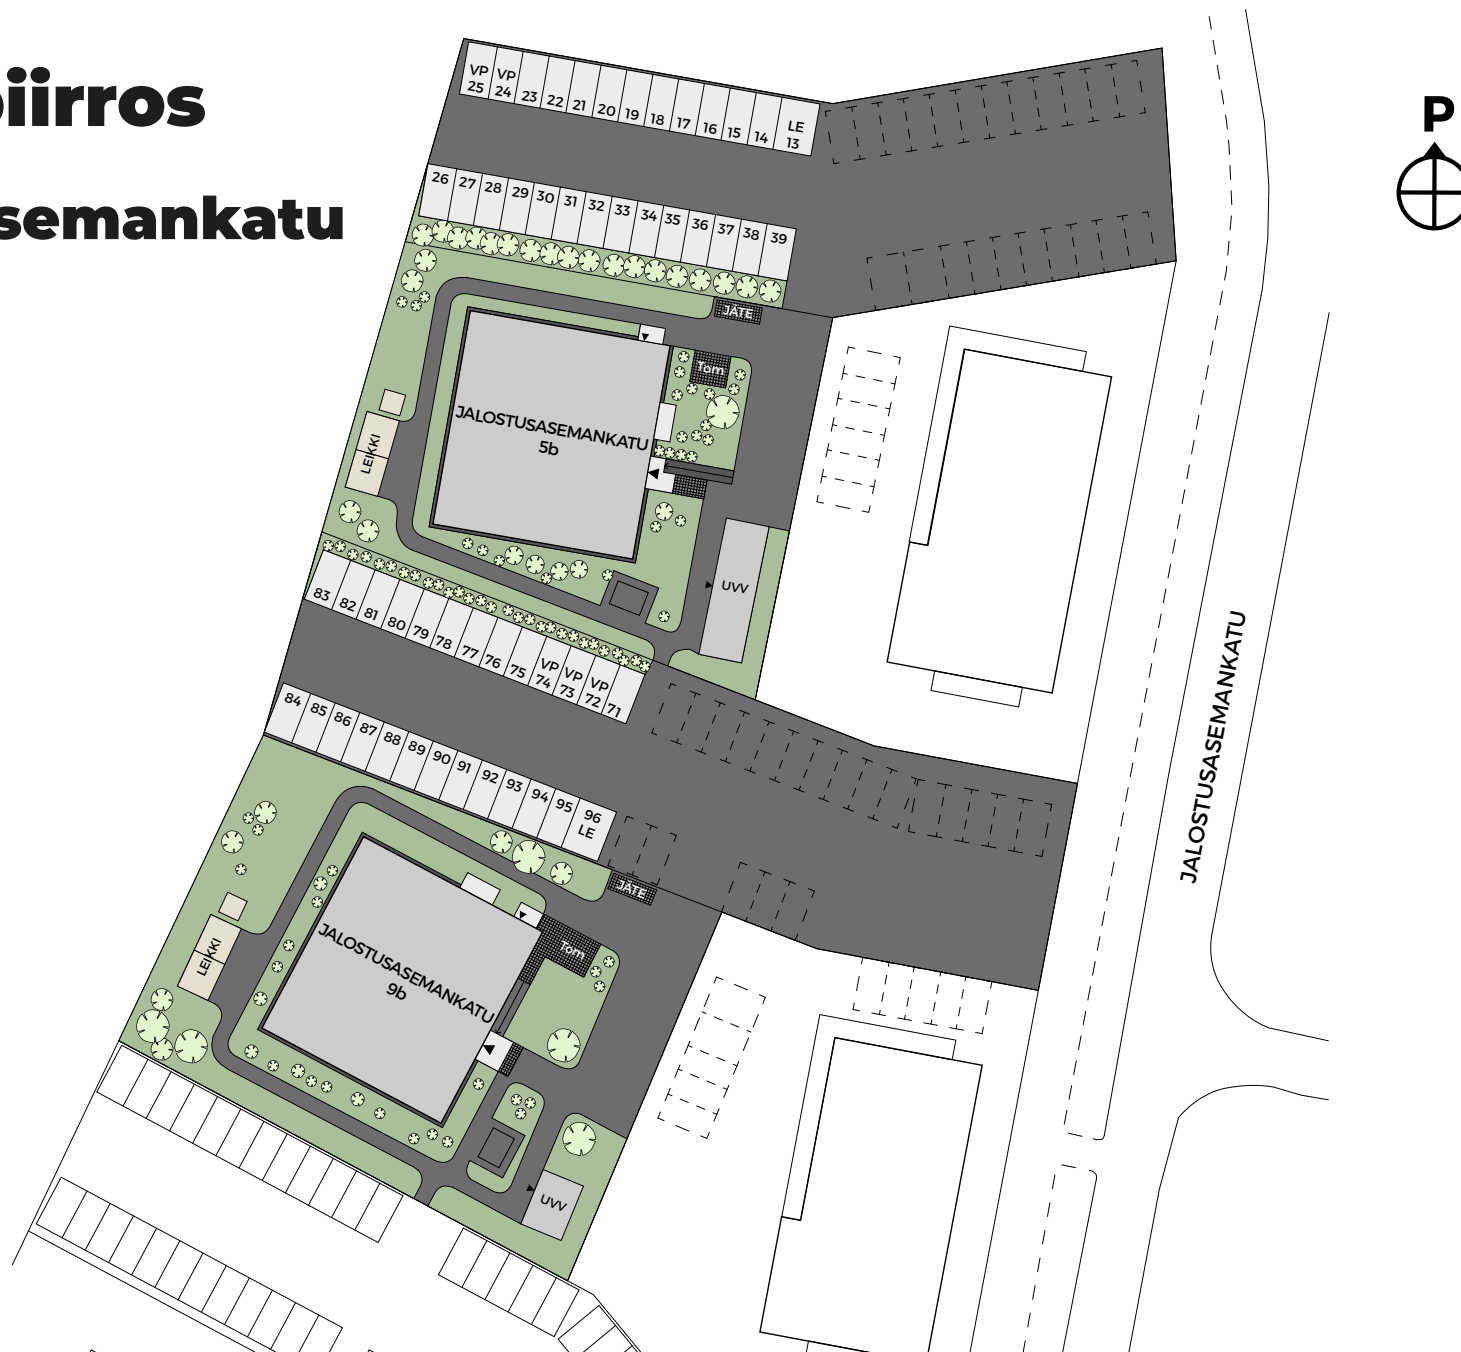 piirros
semankatu
P
VP
25
VP
24
23
22
21
20
19
18
17
16
15
14
LE
13
26
27
28
29
30
31
32
33
34
35
36
37
38
39
JÄTE
Tom
JALOSTUSASEMANKATU
5b
LEIKKI
UVV
83
82
81
80
79
78
77
76
75
VP
74
VP
73
VP
72
71
84
85
86
87
88
89
90
91
92
93
94
95
96
LE
JÄTE
Tom
JALOSTUSASEMANKATU
9b
LEIKKI
UVV
JALOSTUSASEMANKATU